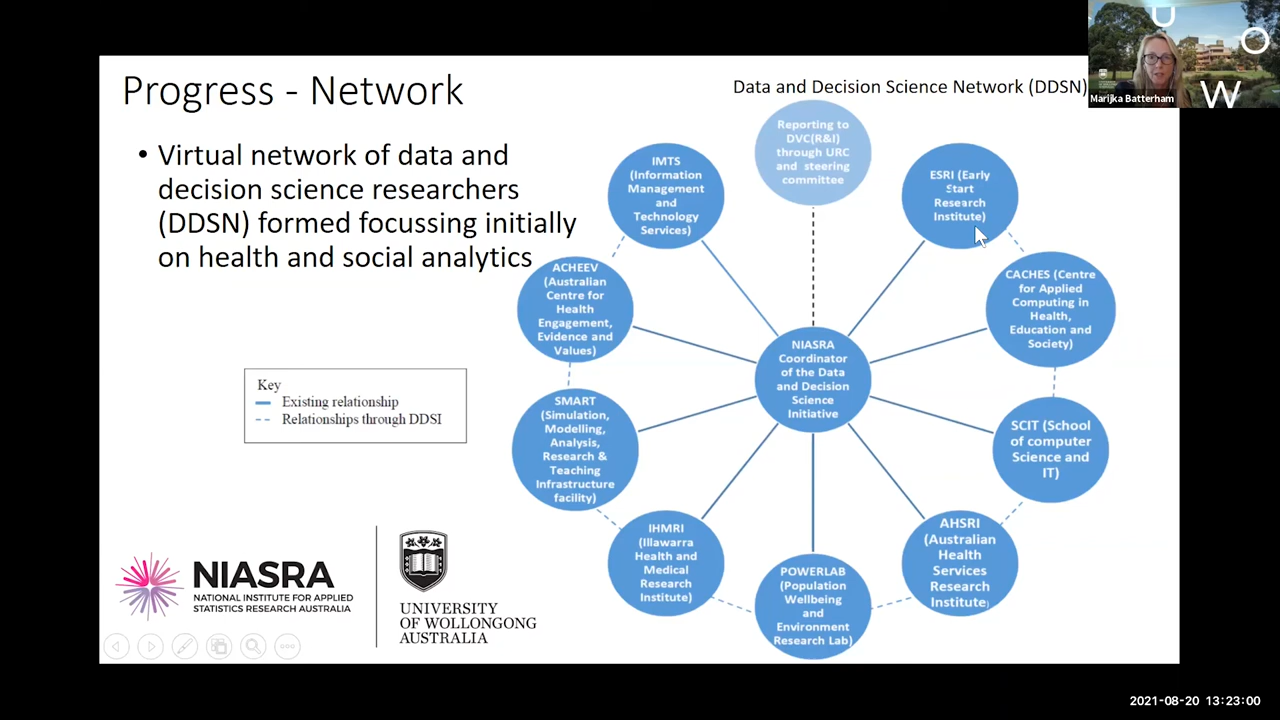 Progress - Network
• Virtual network of data and
decision science researchers
(DDSN) formed focussing initially
on health and social analytics
Key
Existing relationship
Relationships through DDSI
NIASRA
NATIONAL INSTITUTE FOR APPLIED
STATISTICS RESEARCH AUSTRALIA
UNIVERSITY
OF WOLLONGONG
AUSTRALIA
Data and Decision Science Network (DDSN)
Reporting to
DVC(R&I)
through URC
and steering
committee
IMTS
(Information
Management
and
Technology
Services)
ESRI (Early
Start
Research
Institute)
ACHEEV
(Australian
Centre for
Health
Engagement,
Evidence and
Values)
CACHES (Centre
for Applied
Computing in
Health,
Education and
Society)
NIASRA
Coordinator
of the Data
and Decision
Science
Initiative
SMART
(Simulation,
Modelling,
Analysis,
Research &
Teaching
Infrastructure
facility)
SCIT (School
of computer
Science and
IT)
IHMRI
(Illawarra
Health and
Medical
Research
Institute)
POWERLAB
(Population
Wellbeing
and
Environment
Research Lab)
AHSRI
(Australian
Health
Services
Research
Institute)
U
O
W
Marijka Batterham
2021-08-20 13:23:00